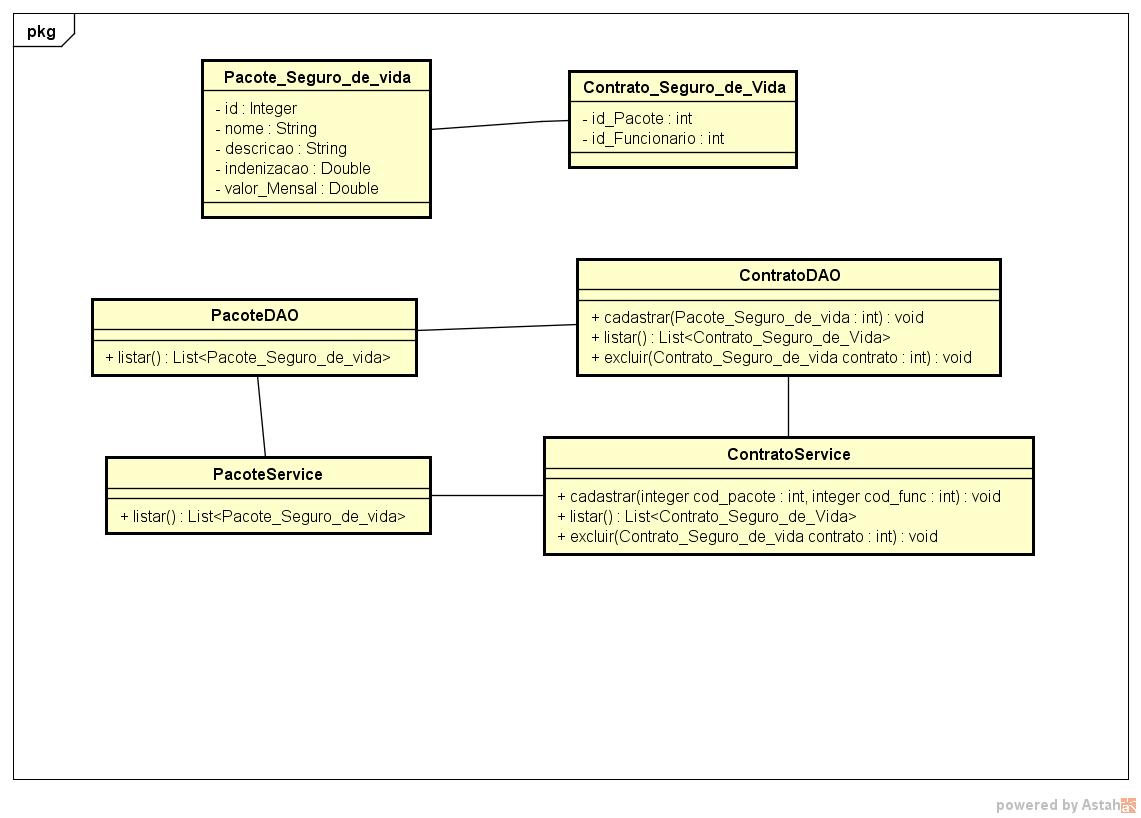 pkg
Pacote_Seguro_de_vida
- id : Integer
- nome : String
- descricao : String
- indenizacao : Double
- valor_Mensal : Double
Contrato_Seguro_de_Vida
- id_Pacote : int
- id_Funcionario : int
PacoteDAO
+ listar() : List<Pacote_Seguro_de_vida>
ContratoDAO
+ cadastrar(Pacote_Seguro_de_vida : int) : void
+ listar() : List<Contrato_Seguro_de_Vida>
+ excluir(Contrato_Seguro_de_vida contrato : int) : void
PacoteService
+ listar() : List<Pacote_Seguro_de_vida>
ContratoService
+ cadastrar(integer cod_pacote : int, integer cod_func : int) : void
+ listar() : List<Contrato_Seguro_de_Vida>
+ excluir(Contrato_Seguro_de_vida contrato : int) : void
powered by Astah